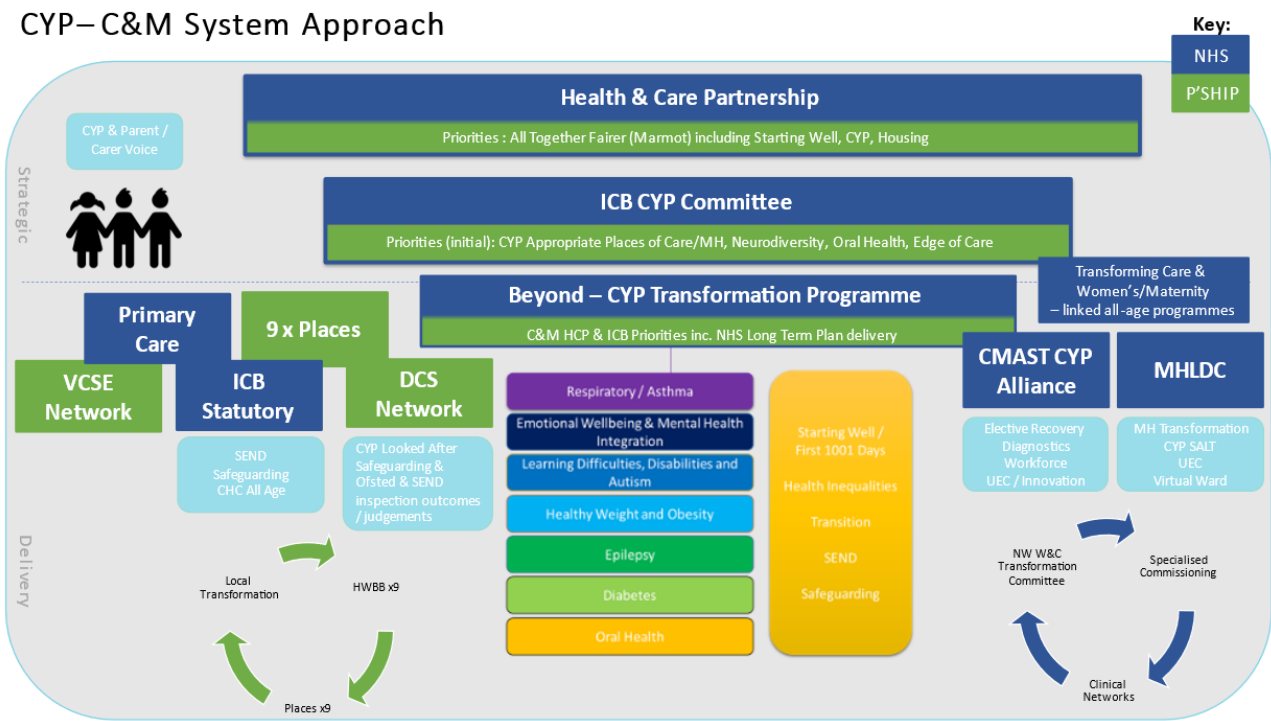 CYP– C&M System Approach
Key:
NHS
P'SHIP
Health & Care Partnership
Priorities : All Together Fairer (Marmot) including Starting Well, CYP, Housing
CYP & Parent /
Carer Voice
Strategic
ICB CYP Committee
Priorities (initial): CYP Appropriate Places of Care/MH, Neurodiversity, Oral Health, Edge of Care
Transforming Care &
Women's/Maternity
– linked all-age programmes
Beyond – CYP Transformation Programme
C&M HCP & ICB Priorities inc. NHS Long Term Plan delivery
Primary
Care
9 x Places
VCSE
Network
ICB
Statutory
DCS
Network
SEND
Safeguarding
CHC All Age
CYP Looked After
Safeguarding &
Ofsted & SEND
inspection outcomes
/ judgements
Delivery
Local
Transformation
HWBB x9
Places x9
Respiratory / Asthma
Emotional Wellbeing & Mental Health
Integration
Learning Difficulties, Disabilities and
Autism
Healthy Weight and Obesity
Epilepsy
Diabetes
Oral Health
Starting Well /
First 1001 Days
Health Inequalities
Transition
SEND
Safeguarding
CMAST CYP
Alliance
MHLDC
Elective Recovery
Diagnostics
Workforce
UEC / Innovation
MH Transformation
CYP SALT
UEC
Virtual Ward
NW W&C
Transformation
Committee
Specialised
Commissioning
Clinical
Networks